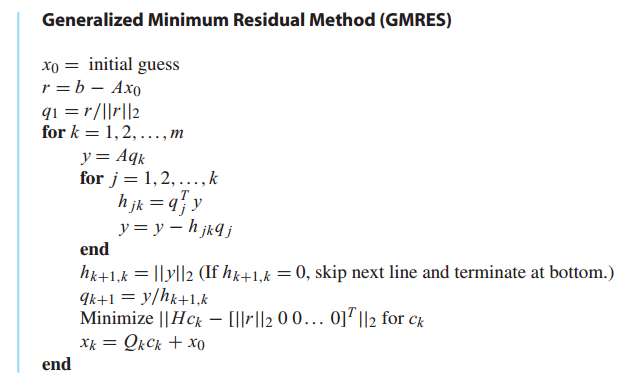 Generalized Minimum Residual Method (GMRES)
x₀ = initial guess
r = b − Ax₀
q₁ = r/||r||₂
for k = 1, 2, . . . , m
y = Aqₖ
for j = 1, 2, . . . , k
hⱼₖ = qⱼᵀ y
y = y − hⱼₖqⱼ
end
hₖ₊₁,ₖ = ||y||₂ (If hₖ₊₁,ₖ = 0, skip next line and terminate at bottom.)
qₖ₊₁ = y/hₖ₊₁,ₖ
Minimize ||Hcₖ − [||r||₂ 0 0 . . . 0]ᵀ||₂ for cₖ
xₖ = Qₖcₖ + x₀
end